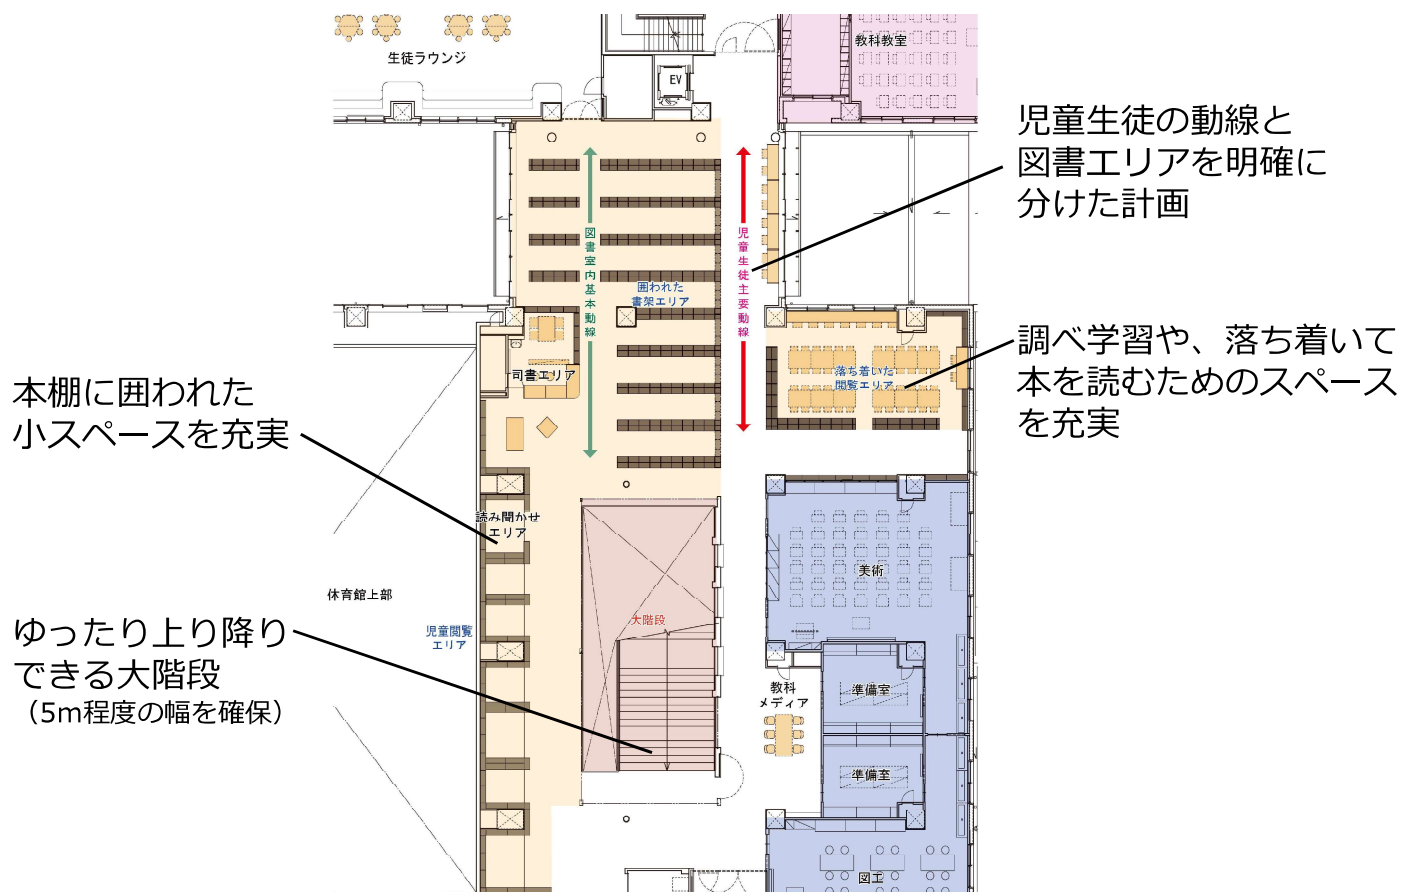 生徒ラウンジ
EV
教科教室
児童生徒の動線と
図書エリアを明確に
分けた計画
図書室内基本動線
児童生徒主要動線
囲われた
書架エリア
司書エリア
落ち着いた
閲覧エリア
調べ学習や、落ち着いて
本を読むためのスペース
を充実
本棚に囲われた
小スペースを充実
読み聞かせ
エリア
美術
体育館上部
大階段
児童閲覧
エリア
ゆったり上り降り
できる大階段
（5m程度の幅を確保）
教科
メディア
準備室
準備室
図工